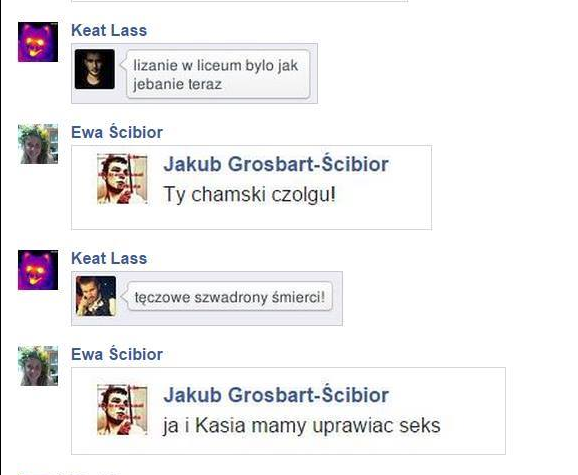 Keat Lass
lizanie w liceum bylo jak
jebanie teraz
Ewa Ścibior
Jakub Grosbart-Ścibior
Ty chamski czolgu!
Keat Lass
tęczowe szwadrony śmierci!
Ewa Ścibior
Jakub Grosbart-Ścibior
ja i Kasia mamy uprawiac seks